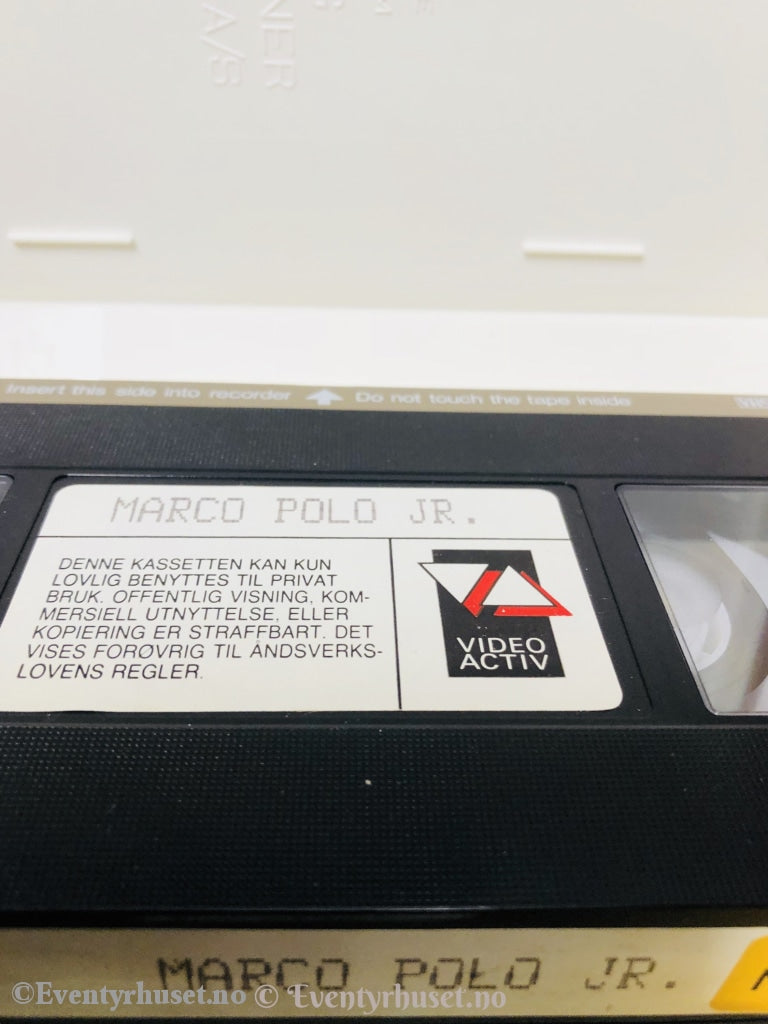 NER
A/S
Insert this side into recorder Do not touch the tape inside VHS
MARCO POLO JR.
DENNE KASSETTEN KAN KUN
LOVLIG BENYTTES TIL PRIVAT
BRUK. OFFENTLIG VISNING, KOM-
MERSIELL UTNYTTELSE, ELLER
KOPIERING ER STRAFFBART. DET
VISES FORØVRIG TIL ÅNDSVERKS-
LOVENS REGLER.
VIDEO
ACTIV
MARCO POLO JR.
©Eventyrhuset.no © Eventyrhuset.no